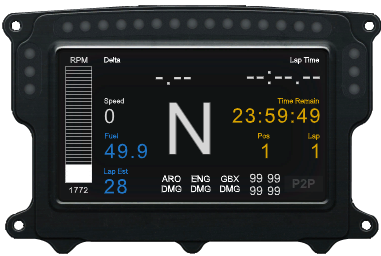 RPM Delta Lap Time
-.-- --:--.--
Speed Time Remain
0 N 23:59:49
Fuel Pos Lap
49.9 1 1
Lap Est
28 ARO ENG GBX 99 99 P2P
1772 DMG DMG DMG 99 99